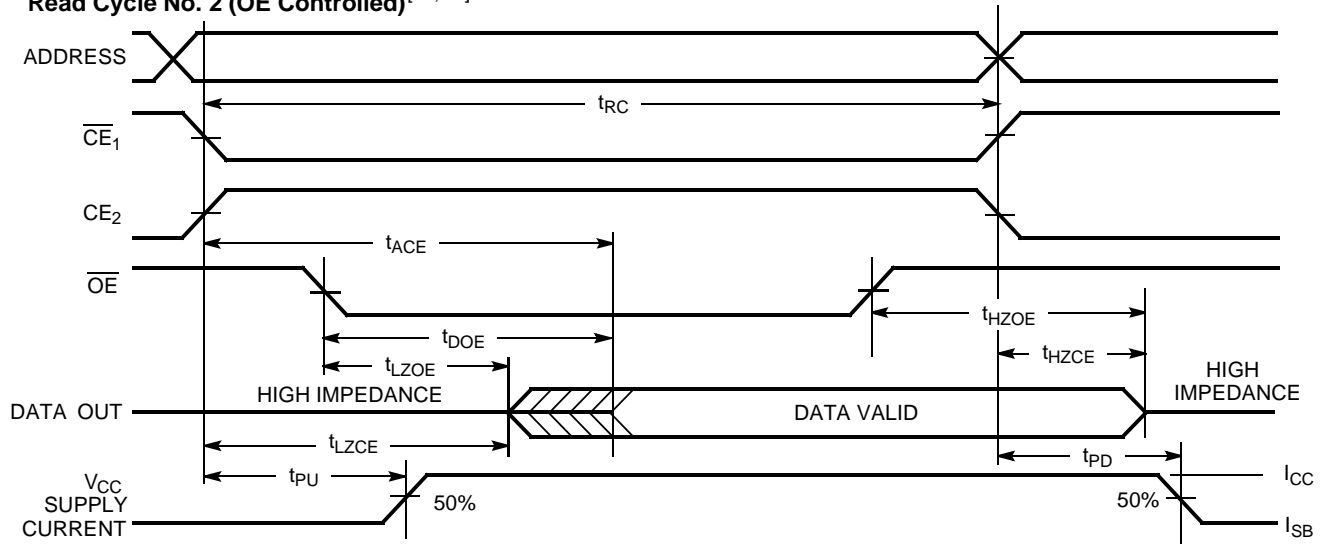 Read Cycle No. 2 (OE Controlled)
ADDRESS
tRC
CE1
CE2
tACE
OE
tHZOE
tDOE
tHZCE
tLZOE
HIGH
IMPEDANCE
HIGH IMPEDANCE
DATA OUT
DATA VALID
tLZCE
tPD
tPU
VCC
SUPPLY
CURRENT
50%
50%
ICC
ISB